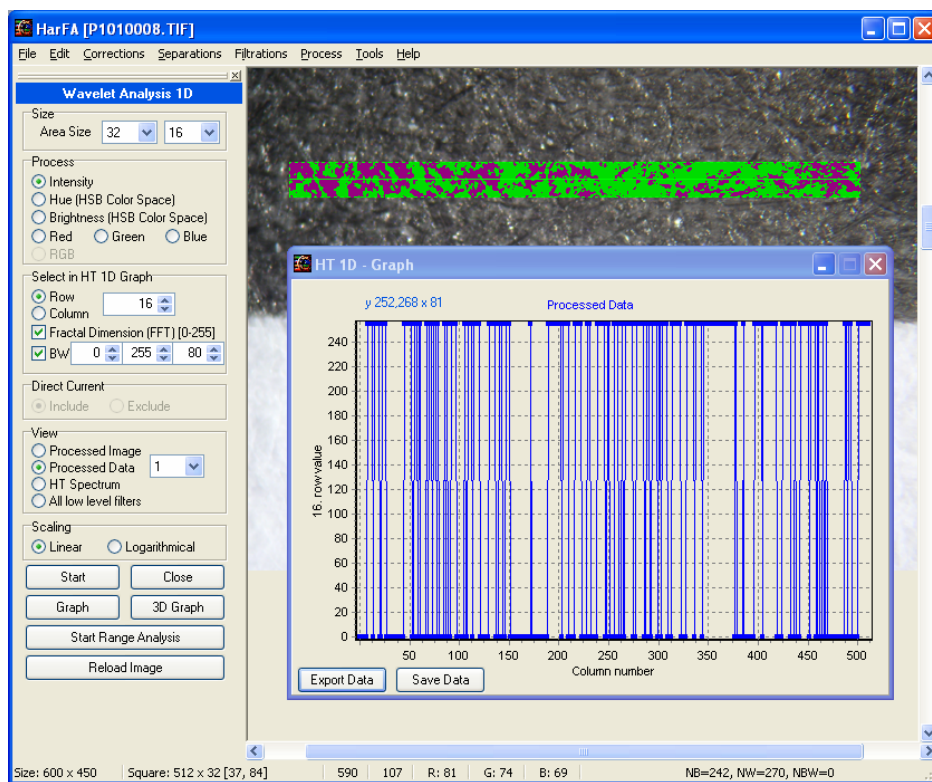 HarFA [P1010008.TIF]
File Edit Corrections Separations Filtrations Process Tools Help
Wavelet Analysis 1D
Size
Area Size 32 16
Process
Intensity
Hue (HSB Color Space)
Brightness (HSB Color Space)
Red Green Blue
RGB
Select in HT 1D Graph
Row
16
Column
Fractal Dimension (FFT) [0-255]
BW 0 255 80
Direct Current
Include Exclude
View
Processed Image
Processed Data 1
HT Spectrum
All low level filters
Scaling
Linear Logarithmical
Start Close
Graph 3D Graph
Start Range Analysis
Reload Image
HT 1D - Graph
y 252,268 x 81 Processed Data
16. row value
240
220
200
180
160
140
120
100
80
60
40
20
0
50 100 150 200 250 300 350 400 450 500
Column number
Export Data Save Data
Size: 600 x 450 Square: 512 x 32 [37, 84] 590 107 R: 81 G: 74 B: 69 NB=242, NW=270, NBW=0